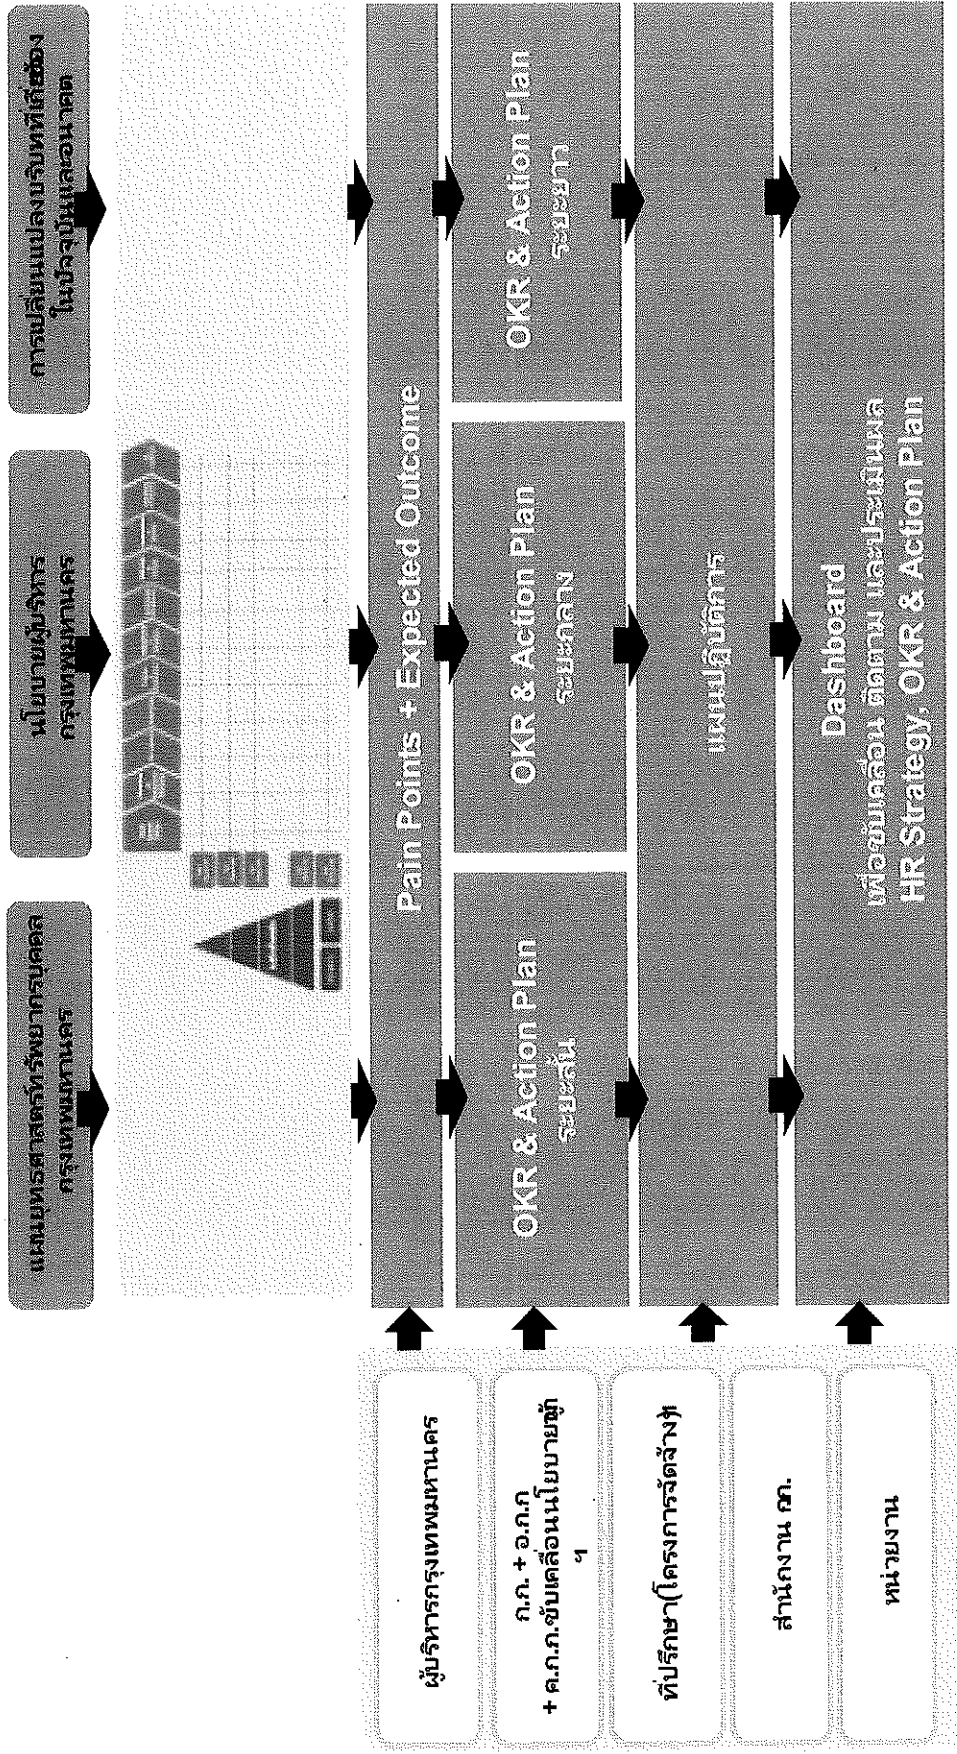 แผนยุทธศาสตร์ทรัพยากรบุคคล
กรุงเทพมหานคร
นโยบายผู้บริหาร
กรุงเทพมหานคร
การเปลี่ยนแปลงบริบทที่เกี่ยวข้อง
ในปัจจุบันและอนาคต
ผู้บริหารกรุงเทพมหานคร
ก.ก. + อ.ก.ก
+ ค.ก.ก.ขับเคลื่อนนโยบาย
ฯ
ที่ปรึกษา(โครงการจัดจ้าง
สำนักงาน กก.
หน่วยงาน
Pain Points + Expected Outcome
OKR & Action Plan
ระยะสั้น
OKR & Action Plan
ระยะกลาง
OKR & Action Plan
ระยะยาว
แผนปฏิบัติการ
Dashboard
เพื่อขับเคลื่อน ติดตาม และประเมินผล
HR Strategy, OKR & Action Plan